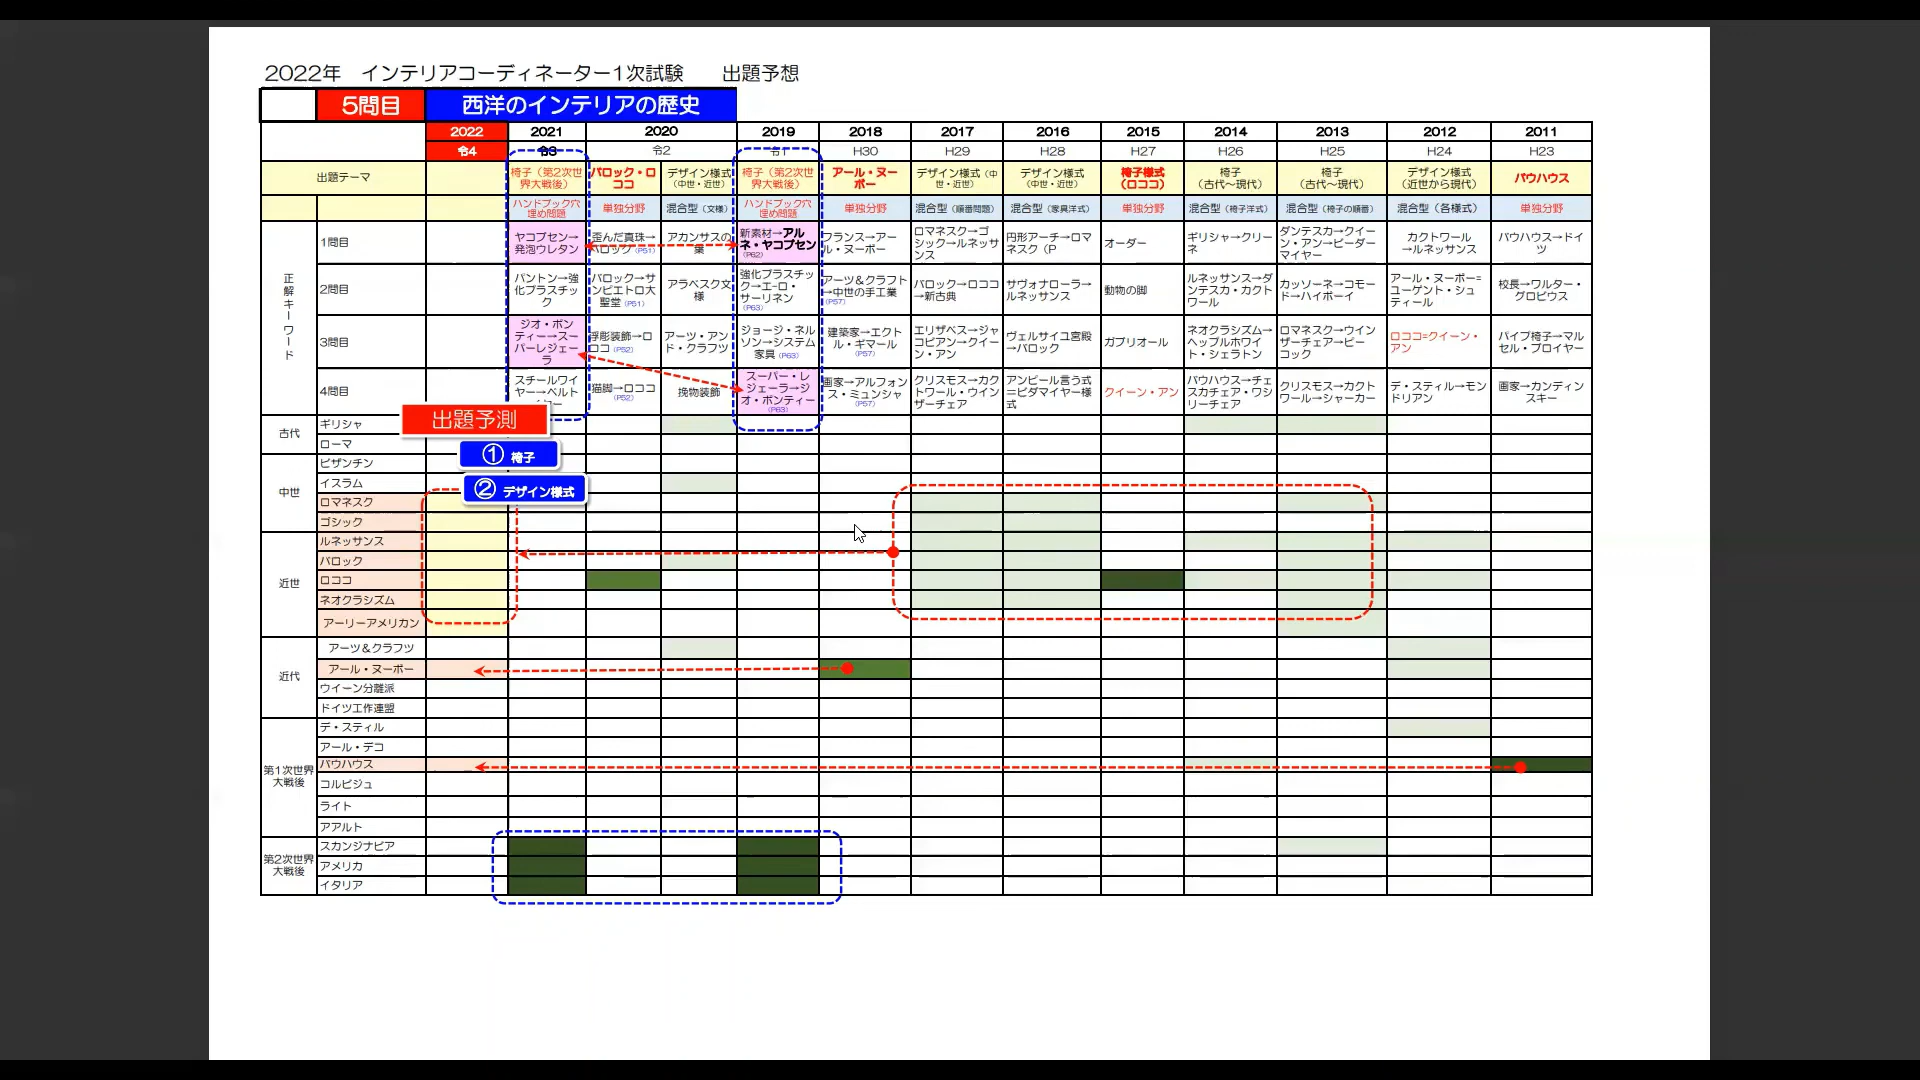 2022年　インテリアコーディネーター1次試験　　出題予想
5問目 西洋のインテリアの歴史
2022 2021 2020 2019 2018 2017 2016 2015 2014 2013 2012 2011
令4 令3 令2 令1 H30 H29 H28 H27 H26 H25 H24 H23
出題テーマ
椅子（第2次世
界大戦後）
バロック・ロ
ココ
デザイン様式
（中世・近世）
椅子（第2次世
界大戦後）
アール・ヌー
ボー
デザイン様式（中
世・近世）
デザイン様式
（中世・近世）
椅子様式
（ロココ）
椅子
（古代～現代）
椅子
（古代～現代）
デザイン様式
（近世から現代）
バウハウス
ハンドブック穴
埋め問題
単独分野
混合型（文様）
ハンドブック穴
埋め問題
単独分野
混合型（順番問題）
混合型（家具洋式）
単独分野
混合型（椅子洋式）
混合型（椅子の順番）
混合型（各様式）
単独分野
正解キーワード
1問目
ヤコブセン→
発泡ウレタン
歪んだ真珠→
バロック（P51）
アカンサスの
葉
新素材→アル
ネ・ヤコブセン
（P62）
フランス→アー
ル・ヌーボー
ロマネスク→ゴ
シック→ルネッサ
ンス
円形アーチ→ロマ
ネスク（P
オーダー
ギリシャ→クリー
ネ
ダンテスカ→クイー
ン・アン→ビーダー
マイヤー
カクトワール
→ルネッサンス
バウハウス→ドイ
ツ
2問目
パントン→強
化プラスチッ
ク
バロック→サ
ンピエトロ大
聖堂（P51）
アラベスク文
様
強化プラスチッ
ク→エーロ・
サーリネン
（P63）
アーツ＆クラフト
→中世の手工業
（P57）
バロック→ロココ
→新古典
サヴォナローラ→
ルネッサンス
動物の脚
ルネッサンス→ダ
ンテスカ・カクト
ワール
カッソーネ→コモー
ド→ハイボーイ
アール・ヌーボー=
ユーゲント・シュ
ティール
校長→ワルター・
グロピウス
3問目
ジオ・ポン
ティー→スー
パーレジェー
ラ
浮彫装飾→ロ
ココ（P52）
アーツ・アン
ド・クラフツ
ジョージ・ネル
ソン→システム
家具（P63）
建築家→エクト
ル・ギマール
（P57）
エリザベス→ジャ
コビアン→クイー
ン・アン
ヴェルサイユ宮殿
→バロック
ガブリオール
ネオクラシズム→
ヘップルホワイ
ト・シェラトン
ロマネスク→ウイン
ザーチェア→ピー
コック
ロココ=クイーン・
アン
パイプ椅子→マル
セル・ブロイヤー
4問目
スチールワイ
ヤー→ベルト
猫脚→ロココ
（P52）
挽物装飾
スーパー・レ
ジェーラ→ジ
オ・ポンティー
（P63）
画家→アルフォン
ス・ミュンシャ
（P57）
クリスモス→カク
トワール・ウイン
ザーチェア
アンピール言う式
＝ビダマイヤー様
式
クイーン・アン
バウハウス→チェ
スカチェア・ワシ
リーチェア
クリスモス→カクト
ワール→シャーカー
デ・スティル→モン
ドリアン
画家→カンディン
スキー
出題予測
① 椅子
② デザイン様式
古代
ギリシャ
ローマ
中世
ビザンチン
イスラム
ロマネスク
ゴシック
近世
ルネッサンス
バロック
ロココ
ネオクラシズム
アーリーアメリカン
近代
アーツ＆クラフツ
アール・ヌーボー
ウイーン分離派
ドイツ工作連盟
第1次世界
大戦後
デ・スティル
アール・デコ
バウハウス
コルビジュ
ライト
アアルト
第2次世界
大戦後
スカンジナビア
アメリカ
イタリア